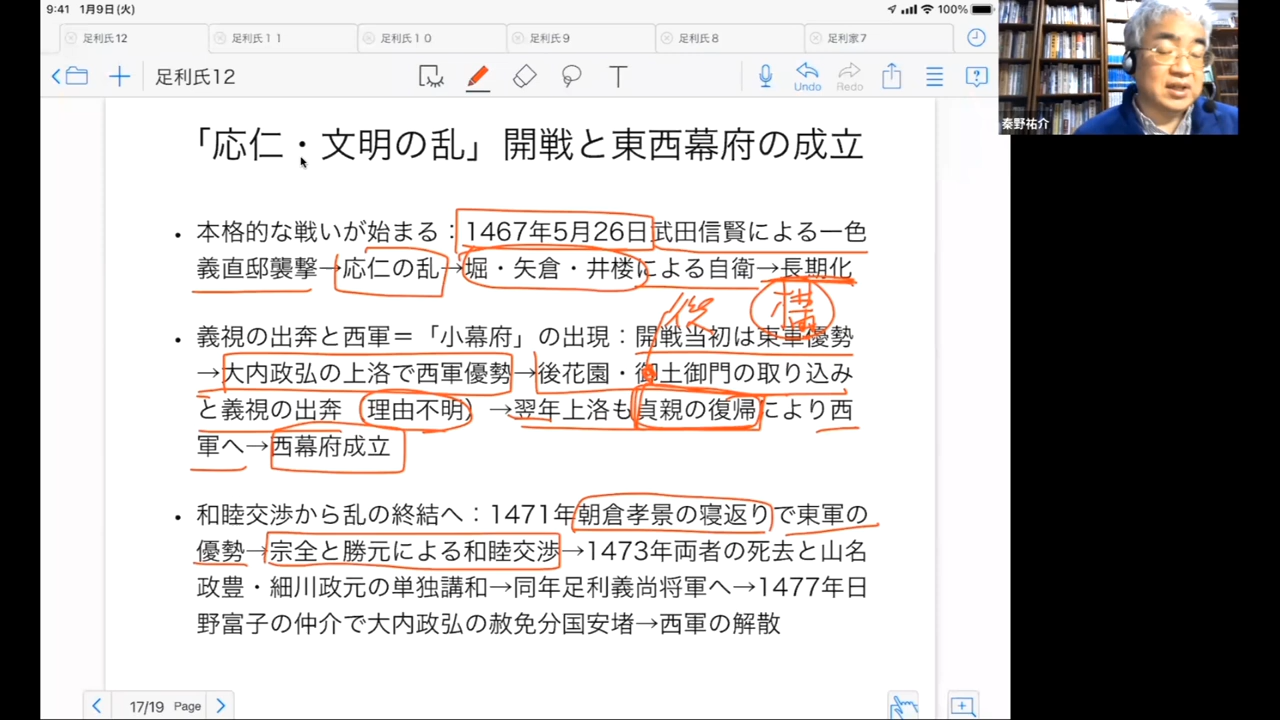 9:41 1月9日(火)
100%
足利氏12
足利氏１１
足利氏１０
足利氏９
足利氏８
足利家7
足利氏12
T
Undo
Redo
秦野祐介
「応仁・文明の乱」開戦と東西幕府の成立
・本格的な戦いが始まる：1467年5月26日武田信賢による一色
義直邸襲撃→応仁の乱→堀・矢倉・井楼による自衛→長期化
構
後
・義視の出奔と西軍＝「小幕府」の出現：開戦当初は東軍優勢
→大内政弘の上洛で西軍優勢→後花園・御土御門の取り込み
と義視の出奔（理由不明）→翌年上洛も貞親の復帰により西
軍へ→西幕府成立
・和睦交渉から乱の終結へ：1471年朝倉孝景の寝返りで東軍の
優勢→宗全と勝元による和睦交渉→1473年両者の死去と山名
政豊・細川政元の単独講和→同年足利義尚将軍へ→1477年日
野富子の仲介で大内政弘の赦免分国安堵→西軍の解散
17/19 Page